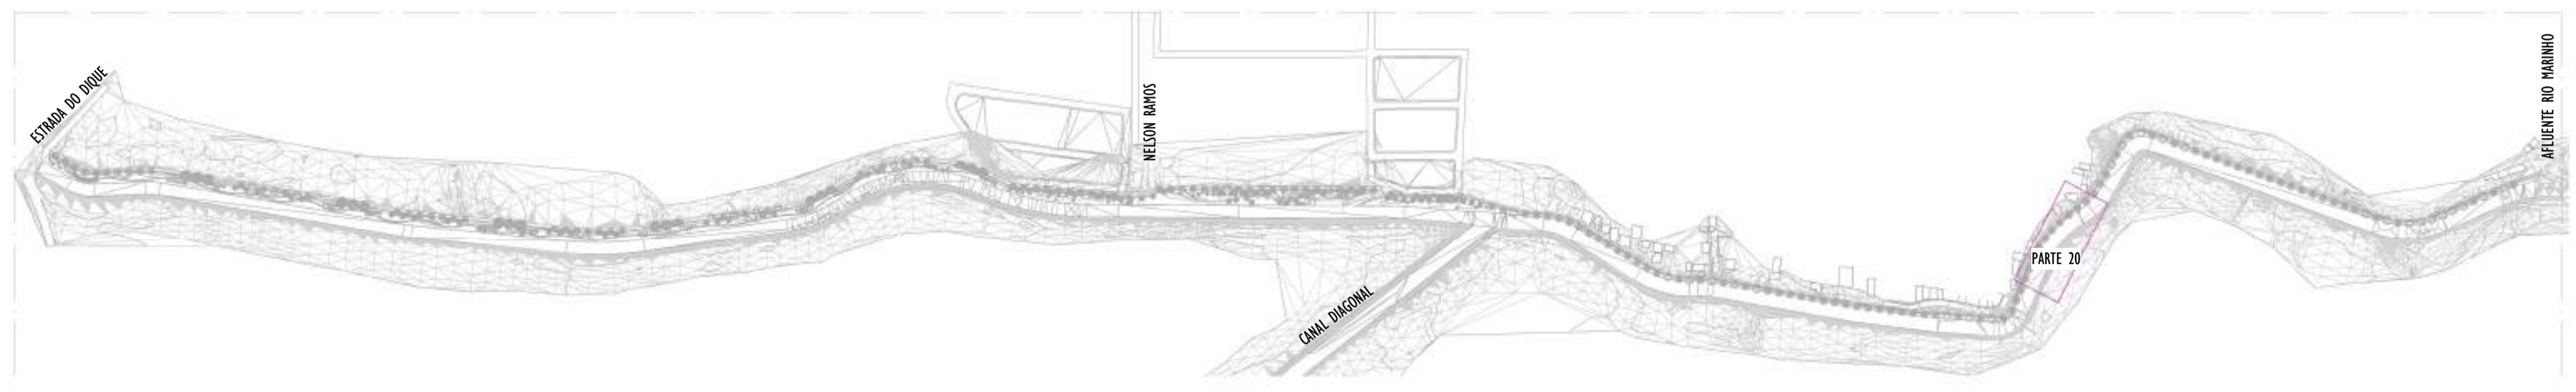 ESTRADA DO DIQUE
NELSON RAMOS
CANAL DIAGONAL
PARTE 20
AFLUENTE RIO MARINHO